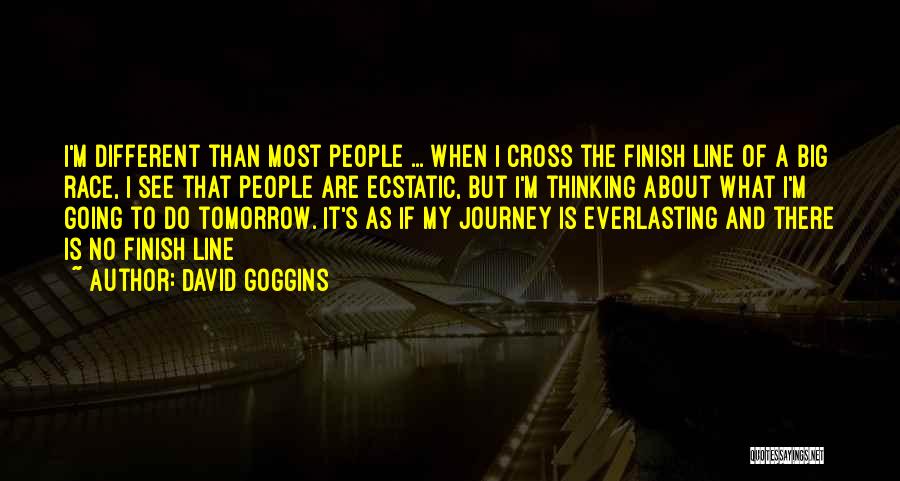 I'M DIFFERENT THAN MOST PEOPLE ... WHEN I CROSS THE FINISH LINE OF A BIG
RACE, I SEE THAT PEOPLE ARE ECSTATIC, BUT I'M THINKING ABOUT WHAT I'M
GOING TO DO TOMORROW. IT'S AS IF MY JOURNEY IS EVERLASTING AND THERE
IS NO FINISH LINE
~ AUTHOR: DAVID GOGGINS
QUOTESSAYINGS.NET